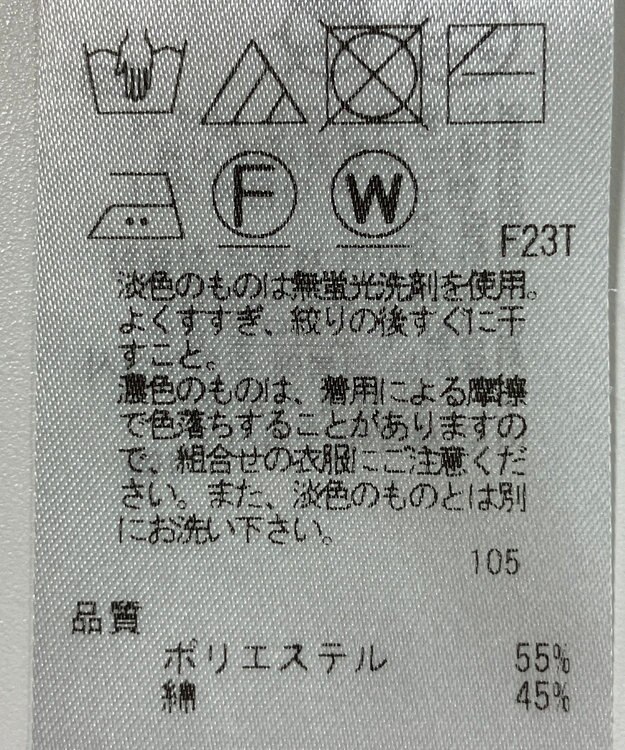 F W
F23T
淡色のものは無蛍光洗剤を使用。
よくすすぎ、絞りの後すぐに干
すこと。
濃色のものは、着用による摩擦
で色落ちすることがありますの
で、組合せの衣服にご注意くだ
さい。また、淡色のものとは別
にお洗い下さい。
105
品質
ポリエステル 55%
綿 45%